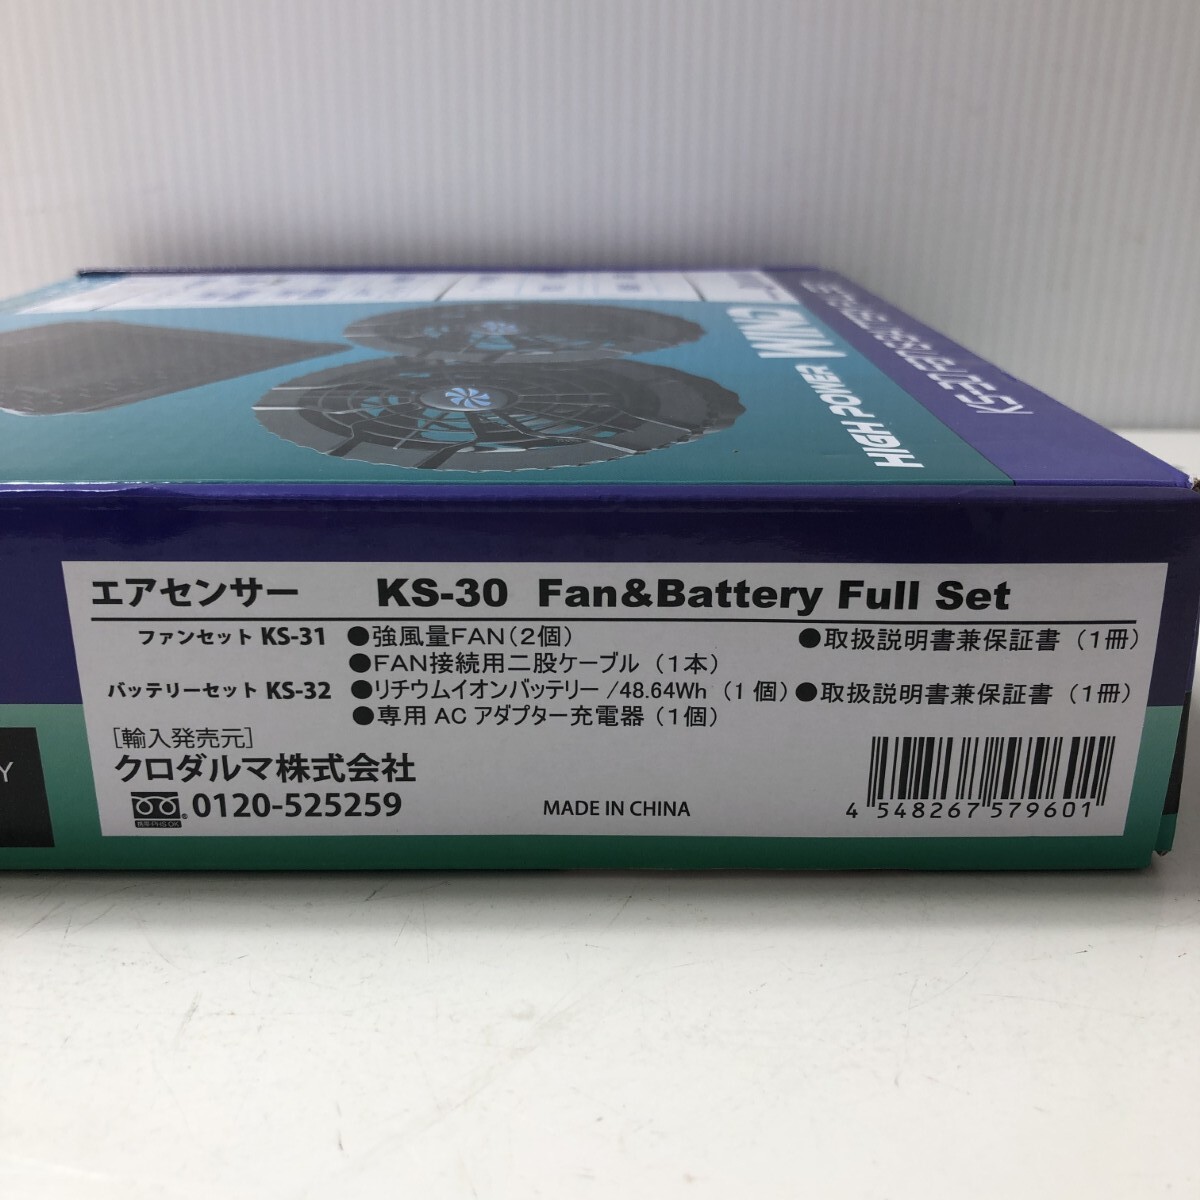 HIGH POWER WIND
エアセンサー KS-30 Fan&Battery Full Set
ファンセット KS-31 ●強風量FAN(2個) ●取扱説明書兼保証書(1冊)
●FAN接続用二股ケーブル(1本)
バッテリーセット KS-32 ●リチウムイオンバッテリー/48.64Wh(1個) ●取扱説明書兼保証書(1冊)
●専用ACアダプター充電器(1個)
[輸入発売元]
クロダルマ株式会社
0120-525259
携帯・PHS OK
MADE IN CHINA
4 548267 579601
Y